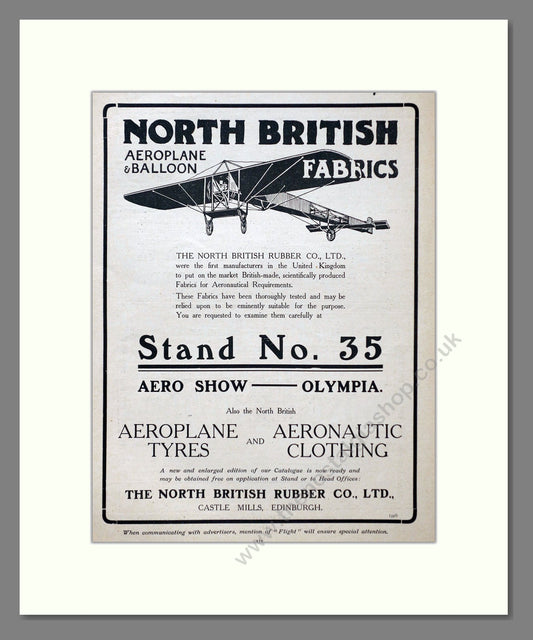 NORTH BRITISH
AEROPLANE
& BALLOON
FABRICS
THE NORTH BRITISH RUBBER CO., LTD.,
were the first manufacturers in the United Kingdom
to put on the market British-made, scientifically produced
Fabrics for Aeronautical Requirements.
These Fabrics have been thoroughly tested and may be
relied upon to be eminently suitable for the purpose.
You are requested to examine them carefully at
Stand No. 35
AERO SHOW — OLYMPIA.
Also the North British
AEROPLANE
TYRES
AND
AERONAUTIC
CLOTHING
A new and enlarged edition of our Catalogue is now ready and
may be obtained free on application at Stand or to Head Offices:
THE NORTH BRITISH RUBBER CO., LTD.,
CASTLE MILLS, EDINBURGH.
When communicating with advertisers, mention of "Flight" will ensure special attention.